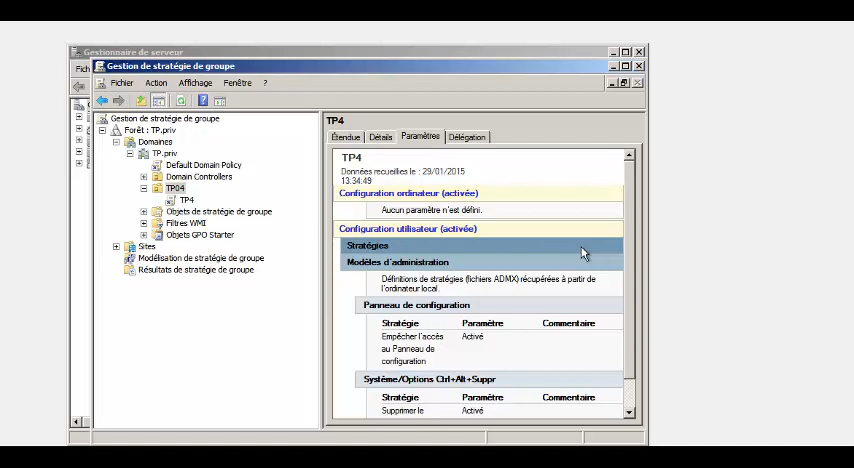 Gestionnaire de serveur
Gestion de stratégie de groupe
Fich
Fichier Action Affichage Fenêtre ?
Gestion de stratégie de groupe
Forêt : TP.priv
Domaines
TP.priv
Default Domain Policy
Domain Controllers
TP04
TP4
Objets de stratégie de groupe
Filtres WMI
Objets GPO Starter
Sites
Modélisation de stratégie de groupe
Résultats de stratégie de groupe
TP4
Étendue Détails Paramètres Délégation
TP4
Données recueillies le : 29/01/2015
13:34:49
Configuration ordinateur (activée)
Aucun paramètre n'est défini.
Configuration utilisateur (activée)
Stratégies
Modèles d'administration
Définitions de stratégies (fichiers ADMX) récupérées à partir de
l'ordinateur local.
Panneau de configuration
Stratégie Paramètre Commentaire
Empêcher l'accès Activé
au Panneau de
configuration
Système/Options Ctrl+Alt+Suppr
Stratégie Paramètre Commentaire
Supprimer le Activé